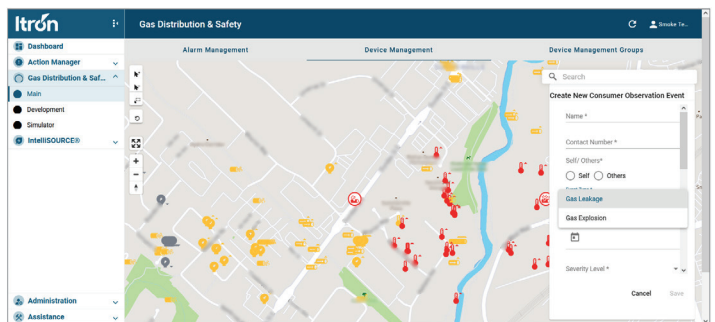 Itrón
Gas Distribution & Safety
Smoke Te..
Dashboard
Action Manager
Gas Distribution & Saf...
Main
Development
Simulator
IntelliSOURCE®
Administration
Assistance
Alarm Management
Device Management
Device Management Groups
Search
Create New Consumer Observation Event
Name *
Contact Number *
Self/ Others*
Self
Others
Gas Leakage
Gas Explosion
Severity Level *
Cancel
Save